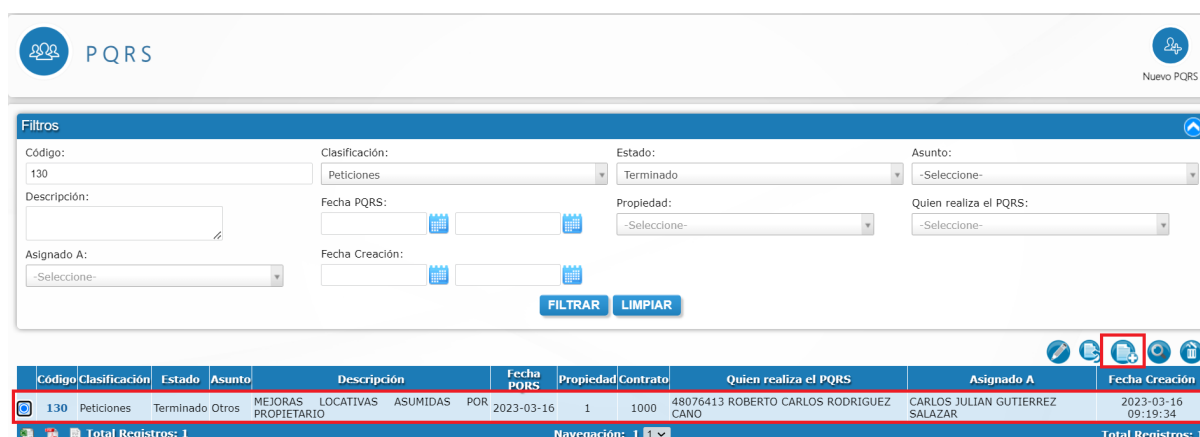 PQRS
Nuevo PQRS
Filtros
Código: Clasificación: Estado: Asunto:
130 Peticiones Terminado -Seleccione-
Descripción: Fecha PQRS: Propiedad: Quien realiza el PQRS:
-Seleccione- -Seleccione-
Asignado A: Fecha Creación:
-Seleccione-
FILTRAR LIMPIAR
Código Clasificación Estado Asunto Descripción Fecha PQRS Propiedad Contrato Quien realiza el PQRS Asignado A Fecha Creación
130 Peticiones Terminado Otros MEJORAS LOCATIVAS ASUMIDAS POR PROPIETARIO 2023-03-16 1 1000 48076413 ROBERTO CARLOS RODRIGUEZ CANO CARLOS JULIAN GUTIERREZ SALAZAR 2023-03-16 09:19:34
Total Registros: 1 Navegación: 1 1 Total Registros: 1